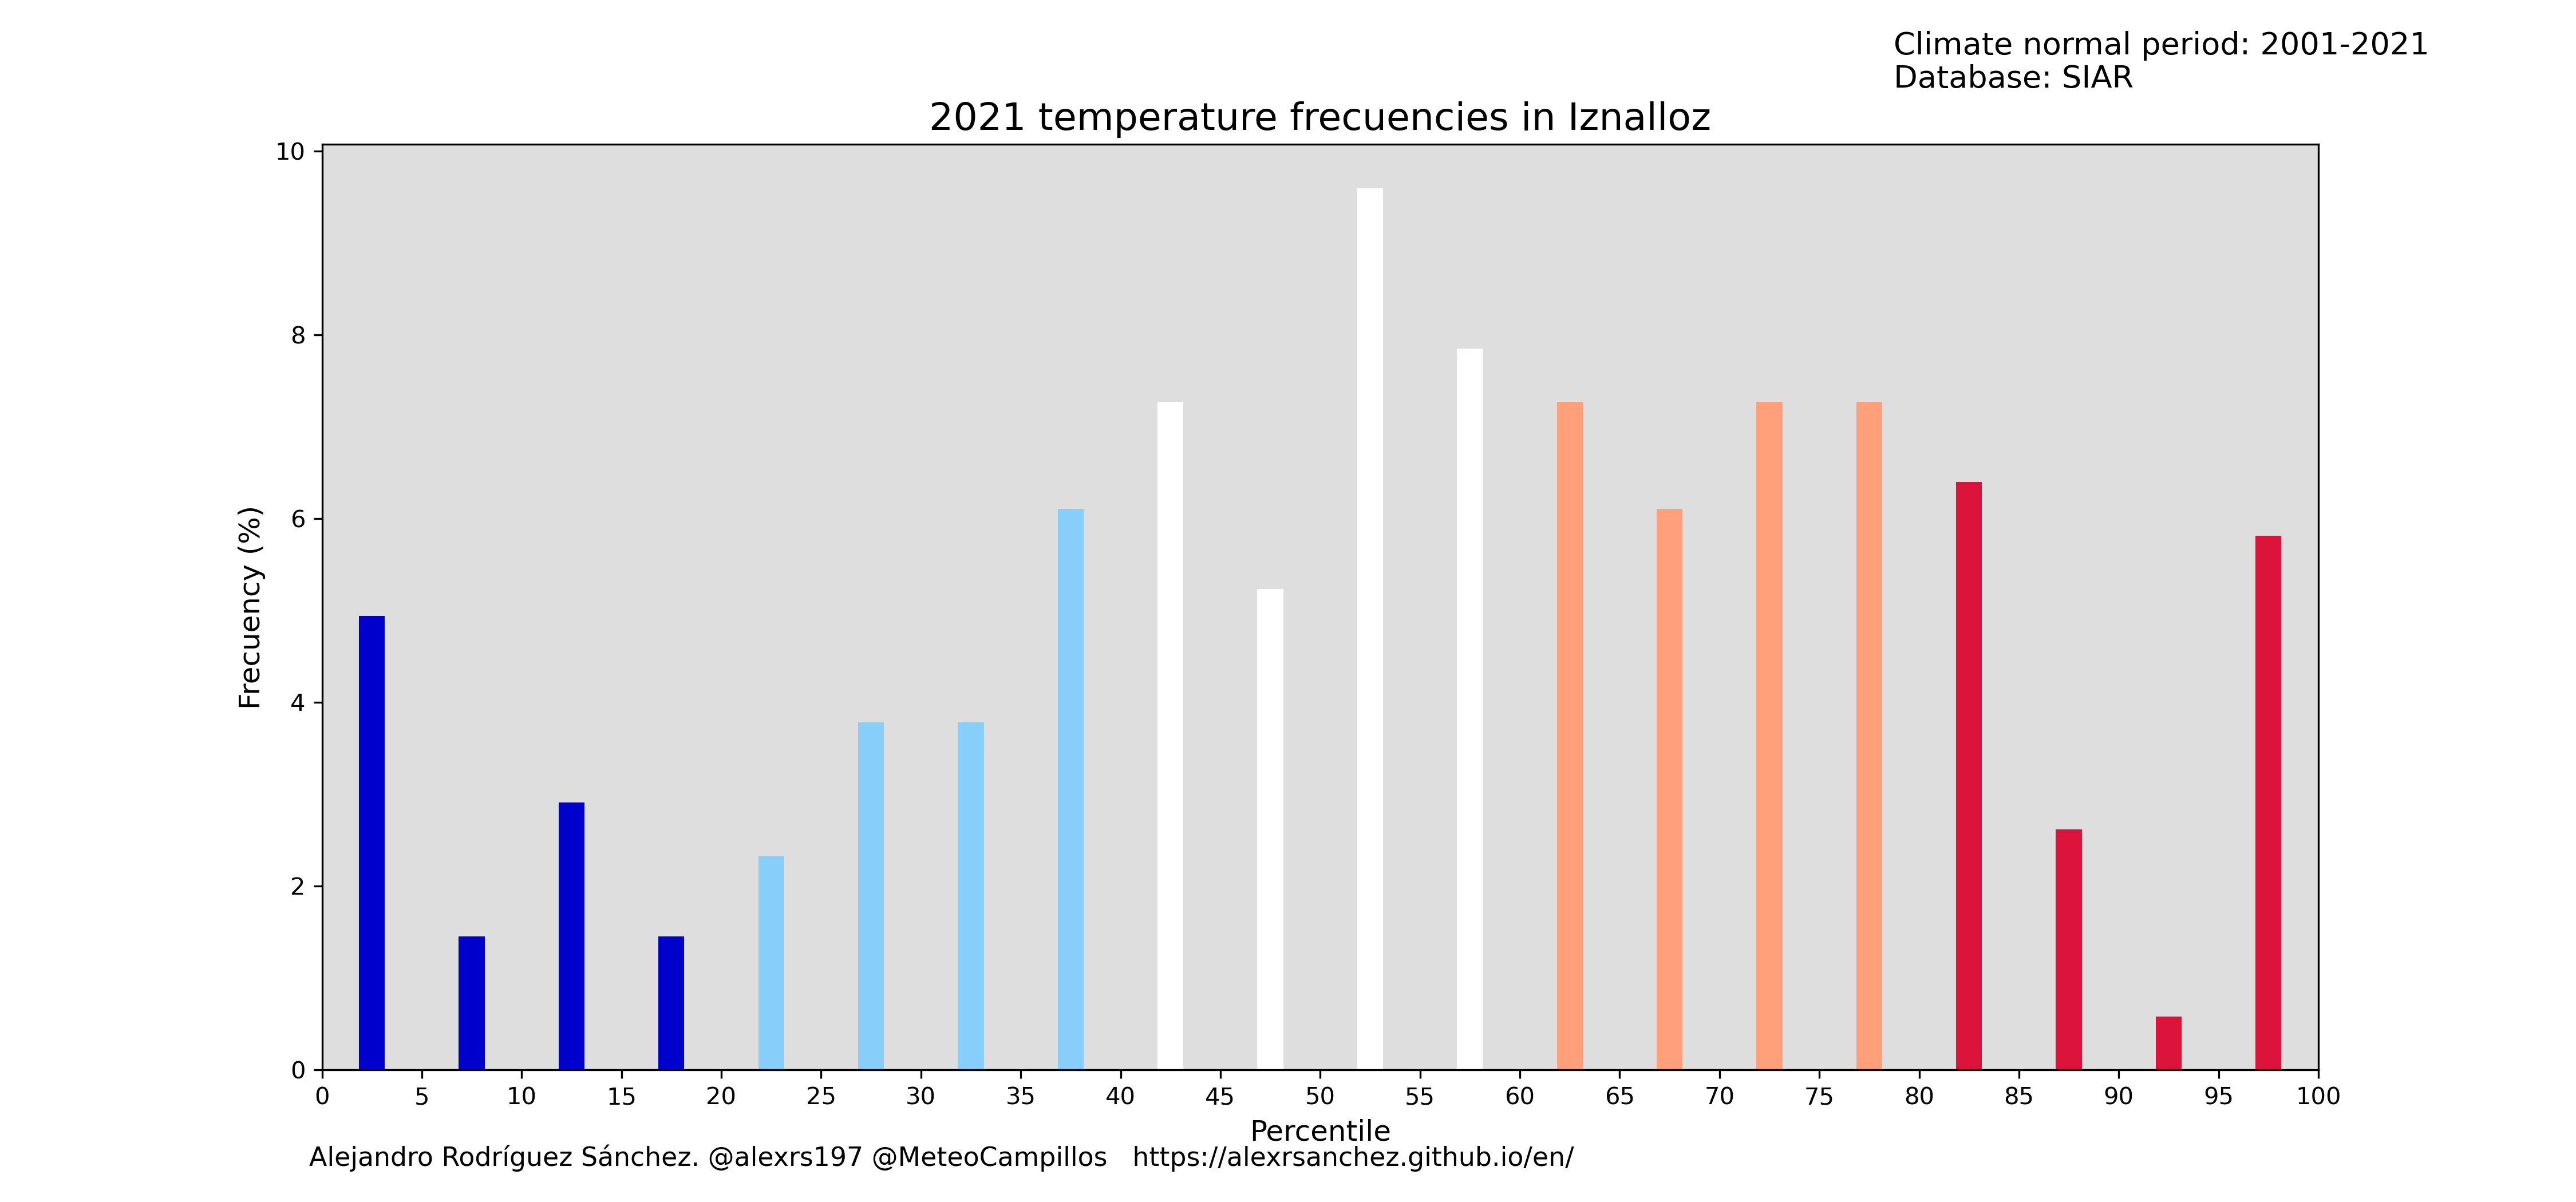 Climate normal period: 2001-2021
Database: SIAR
2021 temperature frecuencies in Iznalloz
10
8
6
4
2
0
Frecuency (%)
0 5 10 15 20 25 30 35 40 45 50 55 60 65 70 75 80 85 90 95 100
Percentile
Alejandro Rodríguez Sánchez. @alexrs197 @MeteoCampillos https://alexrsanchez.github.io/en/